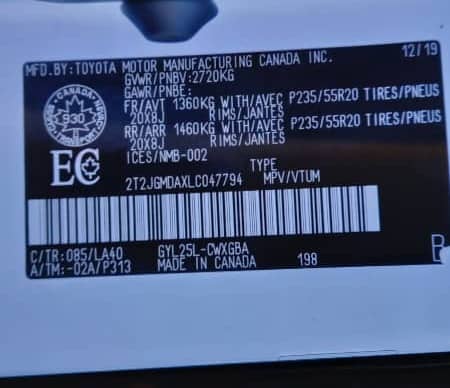 MFD.BY:TOYOTA MOTOR MANUFACTURING CANADA INC. 12/19
GVWR/PNBV:2720KG
GAWR/PNBE:
FR/AVT 1360KG WITH/AVEC P235/55R20 TIRES/PNEUS
20X8J RIMS/JANTES
RR/ARR 1460KG WITH/AVEC P235/55R20 TIRES/PNEUS
20X8J RIMS/JANTES
ICES/NMB-002
CANADA
930
TRANSPORT
EC
TYPE
2T2JGMDAXLC047794 MPV/VTUM
C/TR:085/LA40 GYL25L-CWXGBA
A/TM:-02A/P313 MADE IN CANADA 198